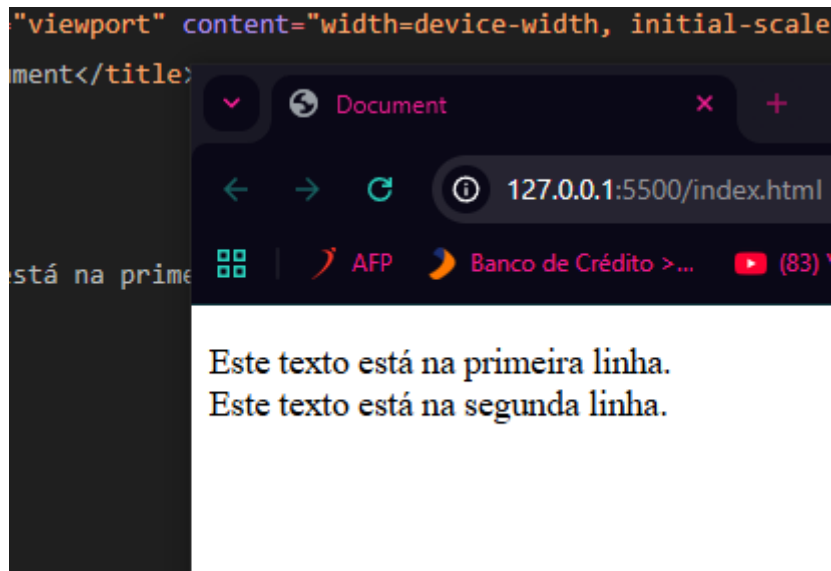 "viewport" content="width=device-width, initial-scale
ment</title>
Document
127.0.0.1:5500/index.html
stá na prime
AFP
Banco de Crédito >...
(83)
Este texto está na primeira linha.
Este texto está na segunda linha.